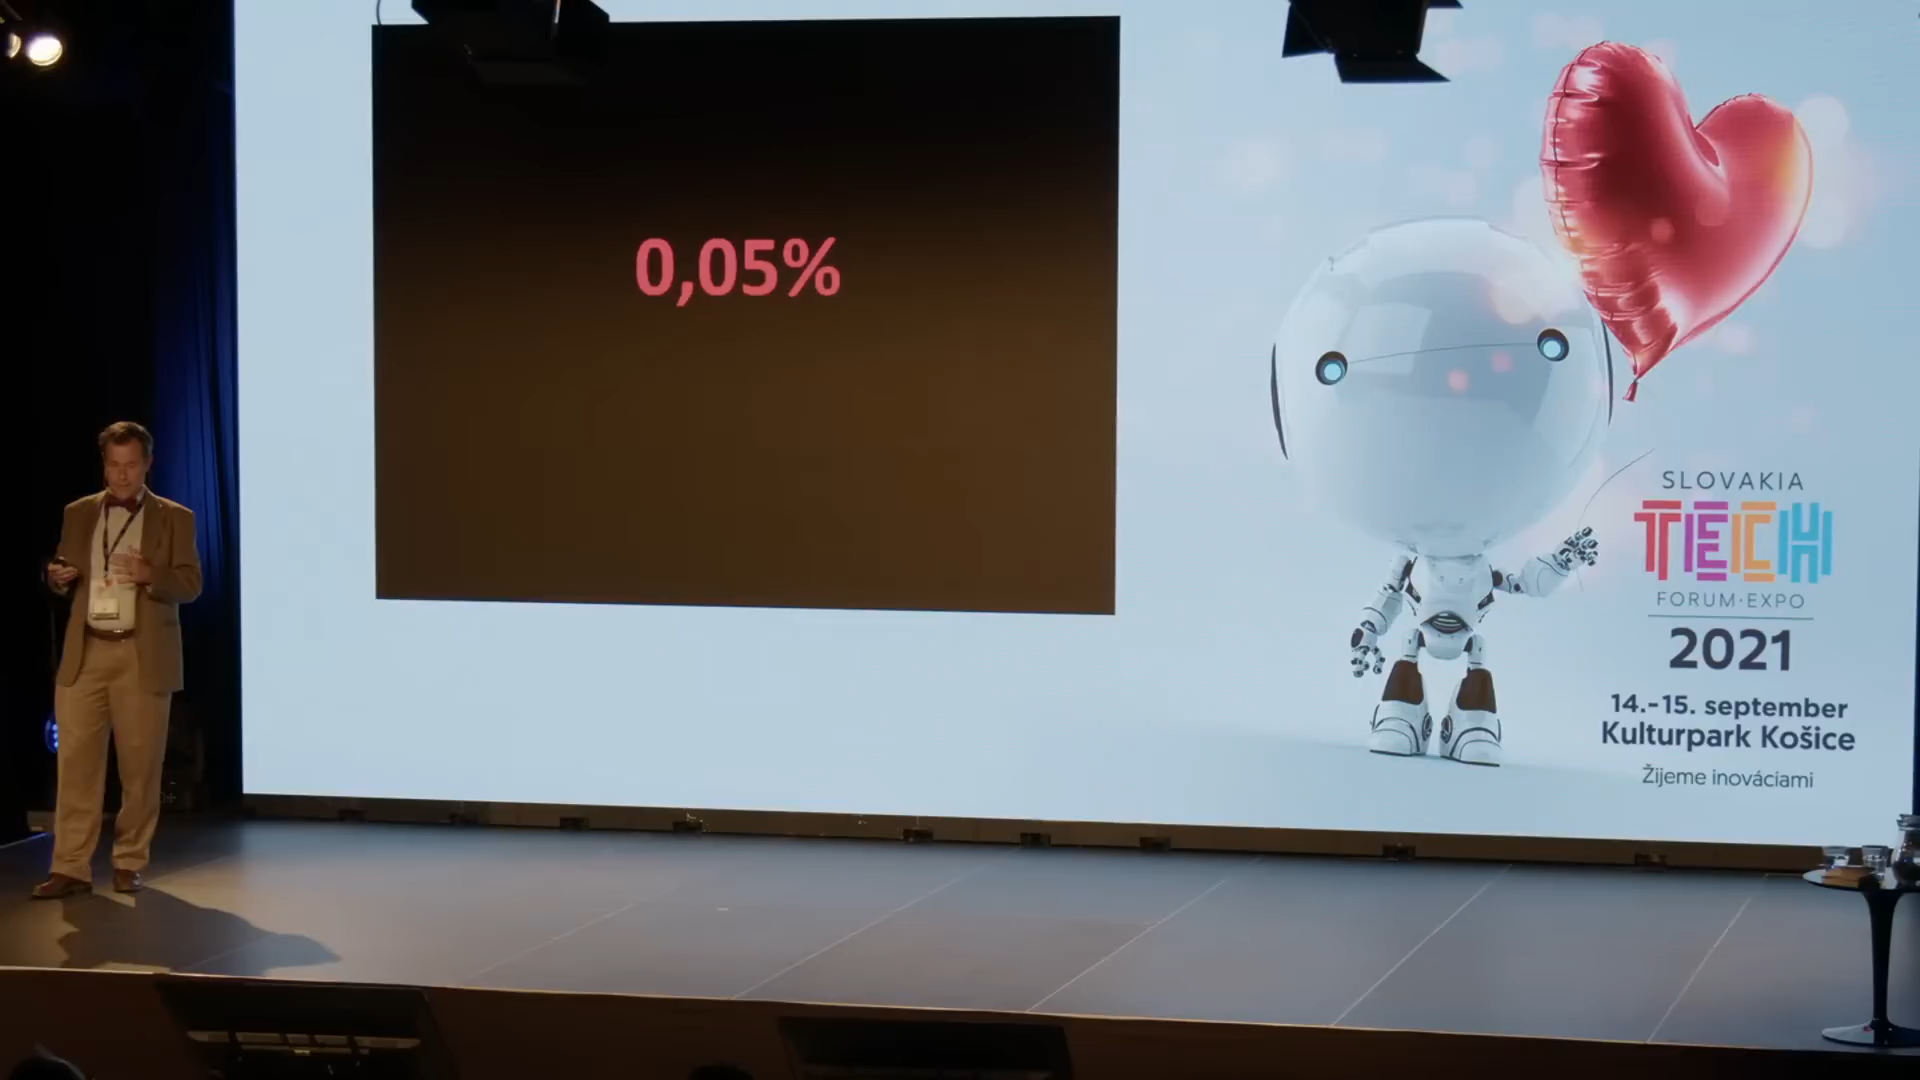 0,05%
SLOVAKIA
TECH
FORUM·EXPO
2021
14.-15. september
Kulturpark Košice
Žijeme inováciami